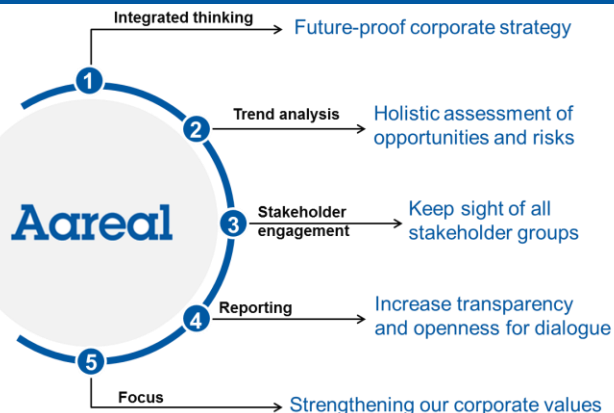 Integrated thinking
Future-proof corporate strategy
1
Trend analysis
Holistic assessment of
opportunities and risks
2
Aareal
3
Stakeholder
engagement
Keep sight of all
stakeholder groups
Reporting
Increase transparency
and openness for dialogue
4
5
Focus
Strengthening our corporate values